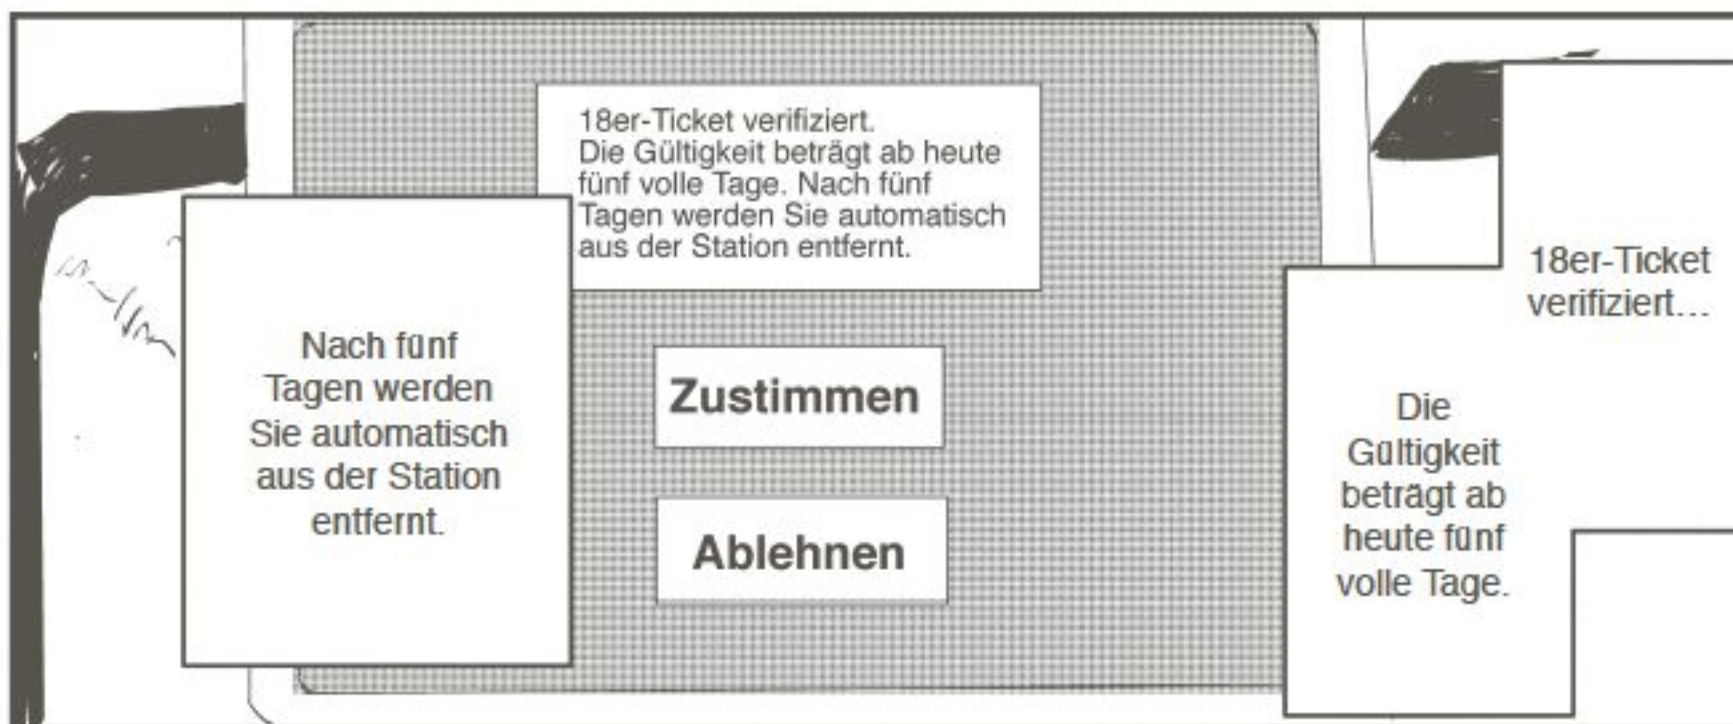 18er-Ticket
verifiziert...
Die
Gültigkeit
beträgt ab
heute fünf
volle Tage.
18er-Ticket verifiziert.
Die Gültigkeit beträgt ab heute
fünf volle Tage. Nach fünf
Tagen werden Sie automatisch
aus der Station entfernt.
Zustimmen
Ablehnen
Nach fünf
Tagen werden
Sie automatisch
aus der Station
entfernt.